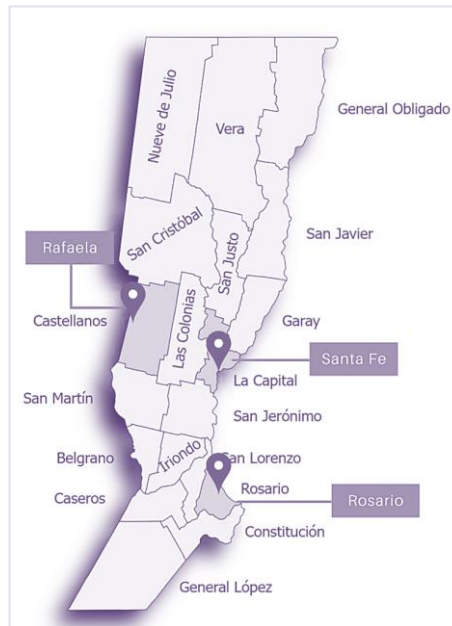 Nueve de Julio
Vera
General Obligado
San Cristóbal
San Justo
San Javier
Rafaela
Castellanos
Las Colonias
Garay
Santa Fe
La Capital
San Martín
San Jerónimo
Belgrano
Iriondo
San Lorenzo
Caseros
Rosario
Rosario
Constitución
General López